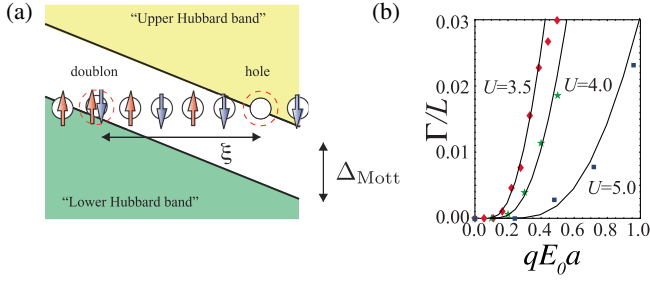 (a)
"Upper Hubbard band"
doublon
hole
ξ
Δ_Mott
"Lower Hubbard band"
(b)
Γ/L
0.03
0.02
0.01
0.00
U=3.5
U=4.0
U=5.0
0.0 0.2 0.4 0.6 0.8 1.0
qE₀a